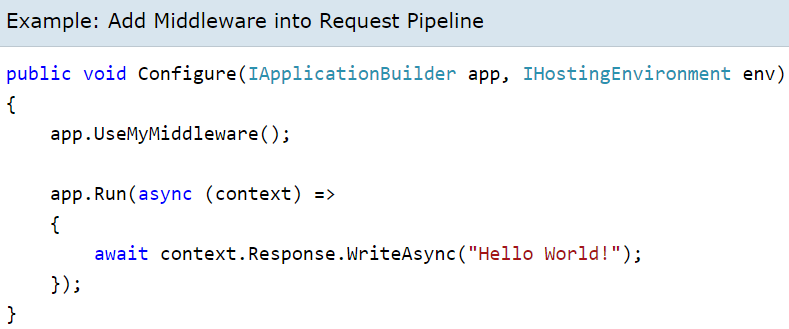 Example: Add Middleware into Request Pipeline
public void Configure(IApplicationBuilder app, IHostingEnvironment env)
{
    app.UseMyMiddleware();
    app.Run(async (context) =>
    {
        await context.Response.WriteAsync("Hello World!");
    });
}